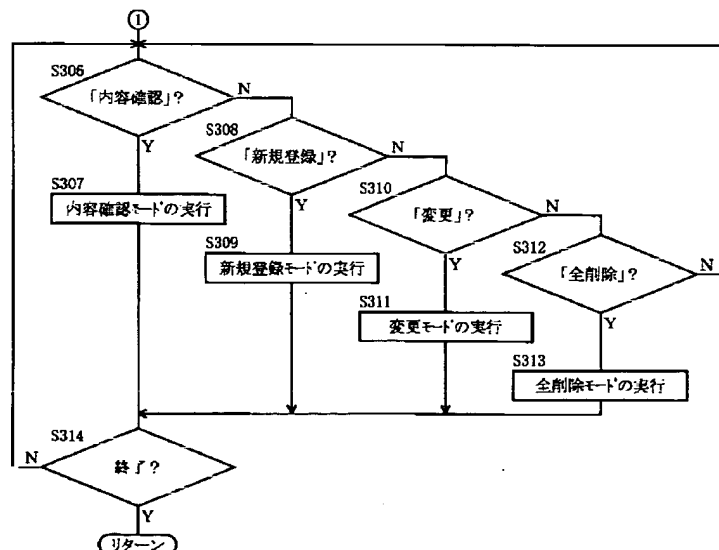 ①
S306
「内容確認」?
N
Y
S308
「新規登録」?
N
Y
S307
内容確認モードの実行
S310
「変更」?
N
Y
S309
新規登録モードの実行
S312
「全削除」?
N
Y
S311
変更モードの実行
S313
全削除モードの実行
S314
終了?
N
Y
リターン